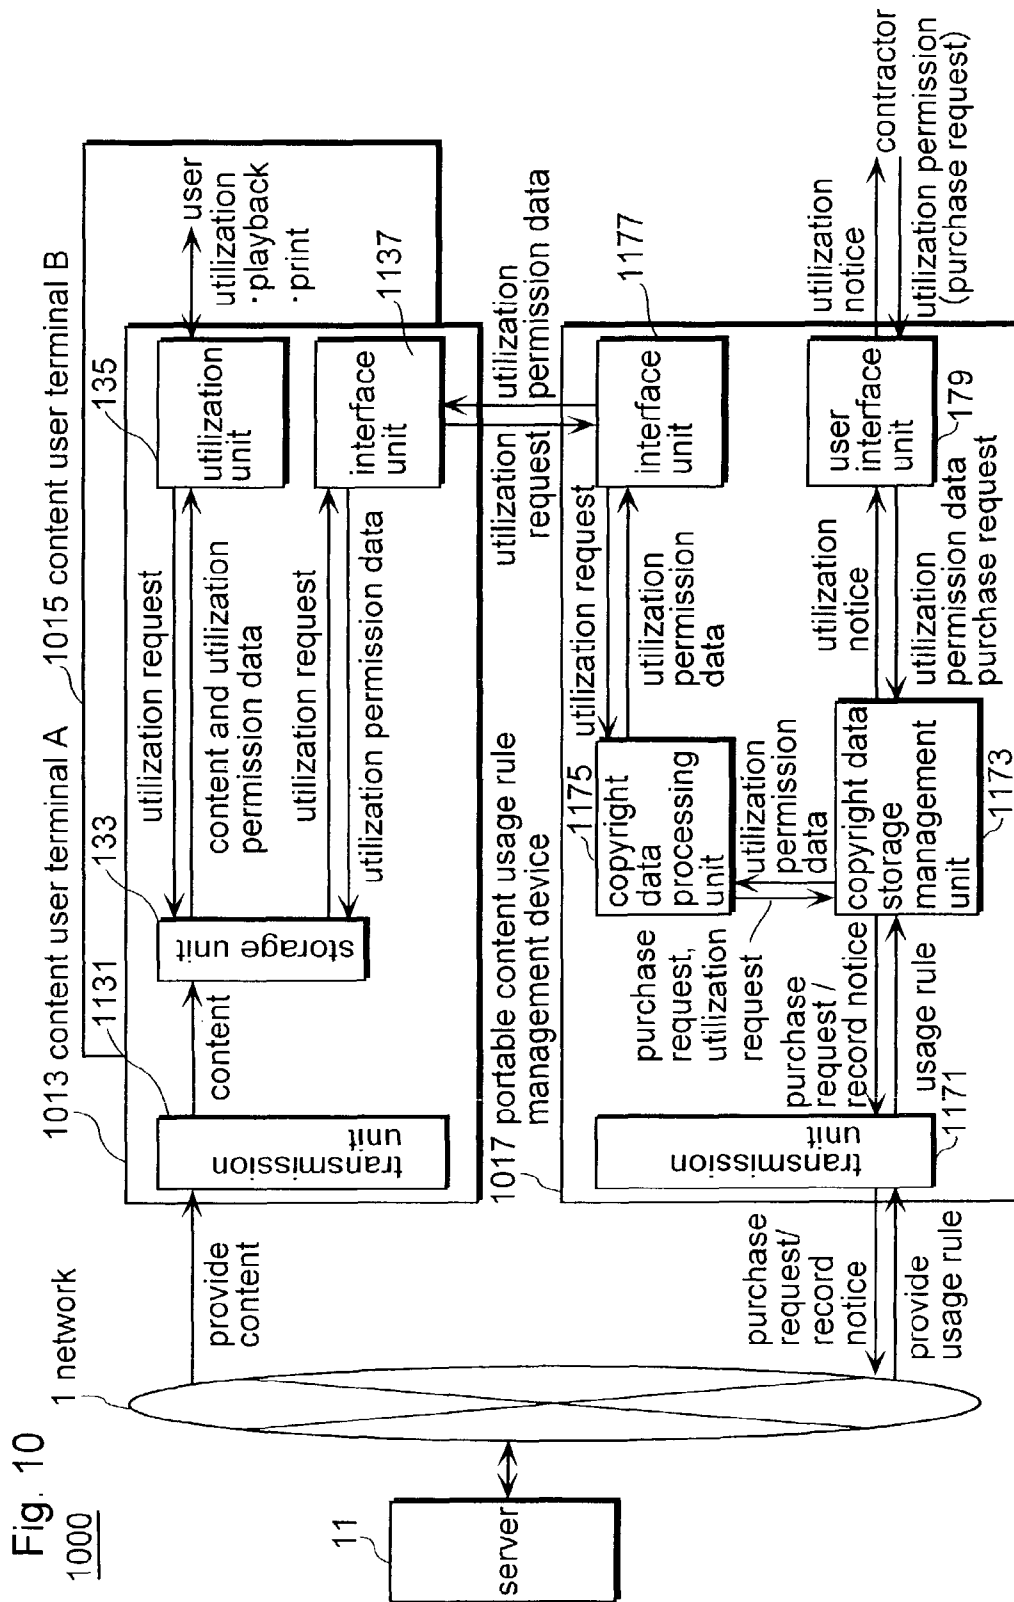 Fig. 10
1000
11
server
1 network
provide
content
purchase
request/
record
notice
provide
usage rule
1013 content user terminal A
1015 content user terminal B
1131
transmission
unit
content
133
storage unit
utilization request
content and utilization
permission data
utilization request
utilization permission data
135
utilization
unit
interface
unit
1137
user
utilization
・playback
・print
utilization
request
utilization
permission data
1017 portable content usage rule
management device
transmission
unit
1171
purchase
request/
record notice
usage rule
purchase
request,
utilization
request
utilization
permission
data
1175
copyright
data
processing
unit
copyright data
storage
management
unit
1173
utilization request
utilization
permission
data
utilization
notice
utilization
permission data
purchase request
1177
interface
unit
user
interface
unit
179
utilization
notice
contractor
utilization permission
(purchase request)